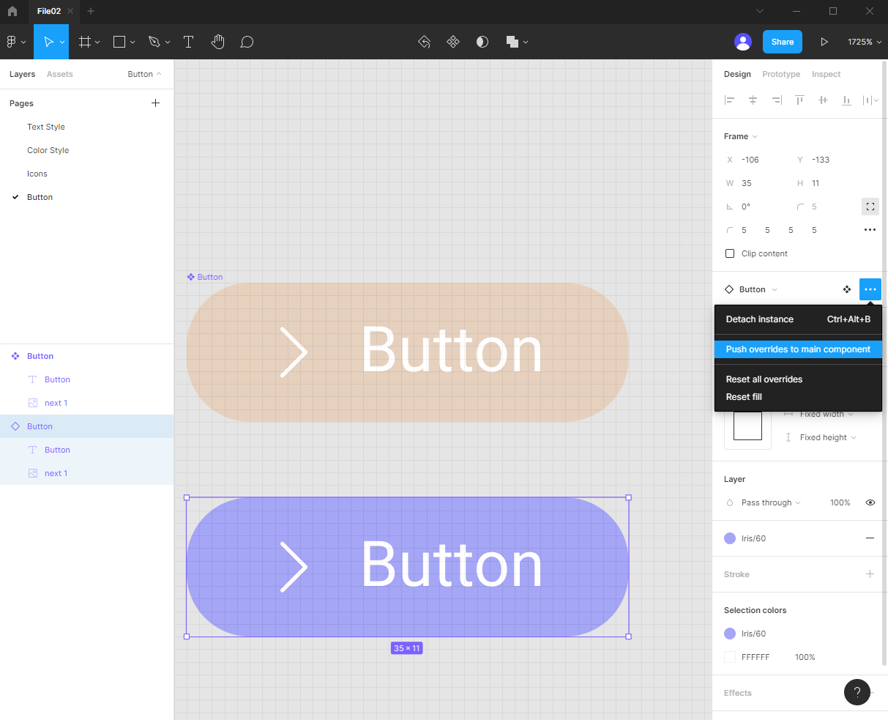 File02
Share
1725%
Layers Assets Button
Pages
Text Style
Color Style
Icons
Button
Button
Button
next 1
Button
Button
next 1
Button
Button
Button
35 × 11
Design Prototype Inspect
Frame
X -106 Y -133
W 35 H 11
0° 5
5 5 5 5
Clip content
Button
Detach instance Ctrl+Alt+B
Push overrides to main component
Reset all overrides
Reset fill
Fixed width
Fixed height
Layer
Pass through 100%
Iris/60
Stroke
Selection colors
Iris/60
FFFFFF 100%
Effects
?